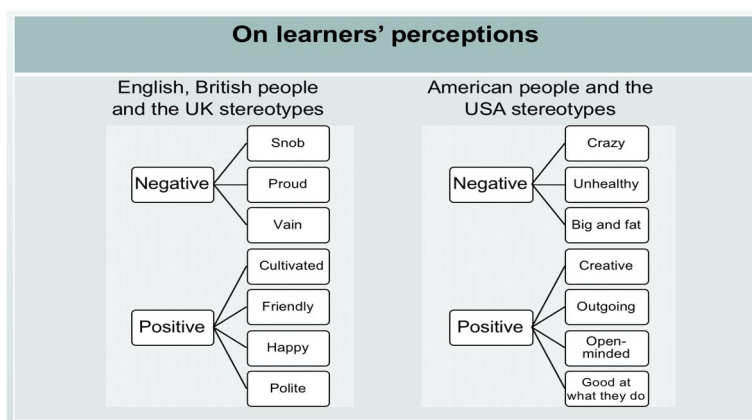 On learners' perceptions
English, British people
and the UK stereotypes
Negative
Snob
Proud
Vain
Positive
Cultivated
Friendly
Happy
Polite
American people and the
USA stereotypes
Negative
Crazy
Unhealthy
Big and fat
Positive
Creative
Outgoing
Open-
minded
Good at
what they do